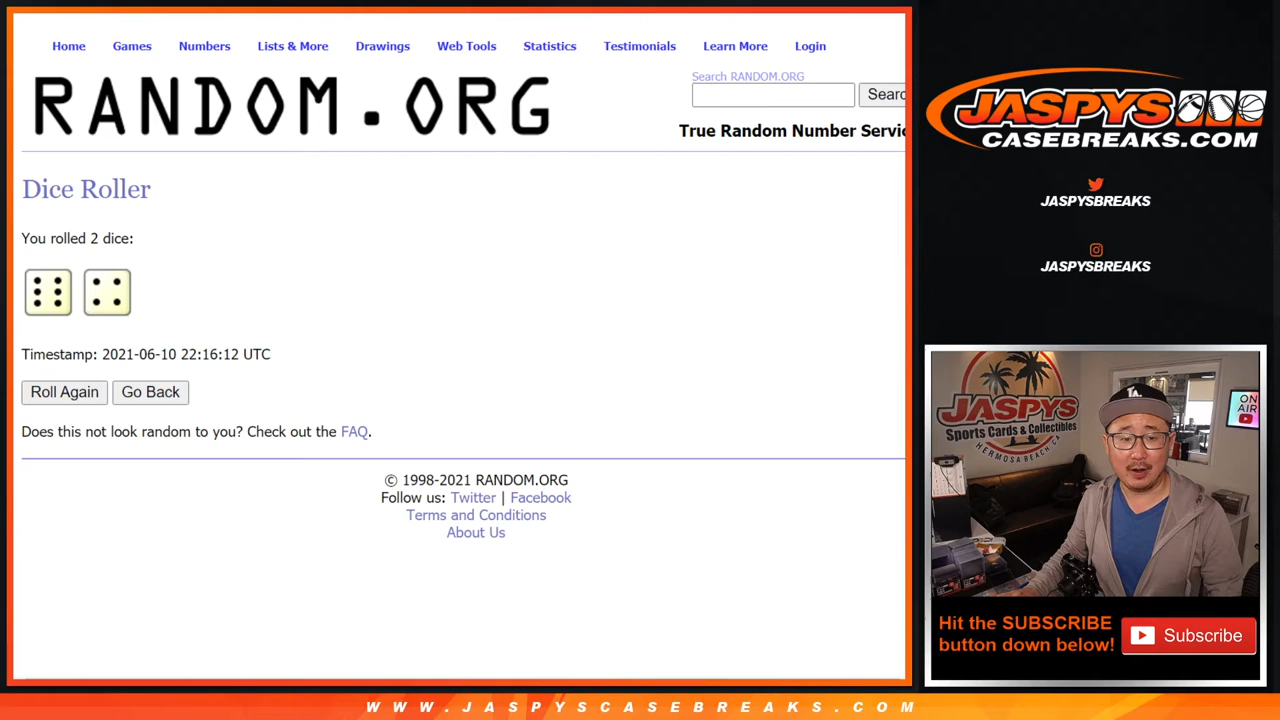 Home Games Numbers Lists & More Drawings Web Tools Statistics Testimonials Learn More Login
RANDOM.ORG
Search RANDOM.ORG
Searc
True Random Number Servic
Dice Roller
You rolled 2 dice:
Timestamp: 2021-06-10 22:16:12 UTC
Roll Again Go Back
Does this not look random to you? Check out the FAQ.
© 1998-2021 RANDOM.ORG
Follow us: Twitter | Facebook
Terms and Conditions
About Us
JASPYS
CASEBREAKS.COM
JASPYSBREAKS
JASPYSBREAKS
JASPYS
Sports Cards & Collectibles
HERMOSA BEACH CA
ON
AIR
LA
Hit the SUBSCRIBE
button down below!
Subscribe
WWW.JASPYSCASEBREAKS.COM